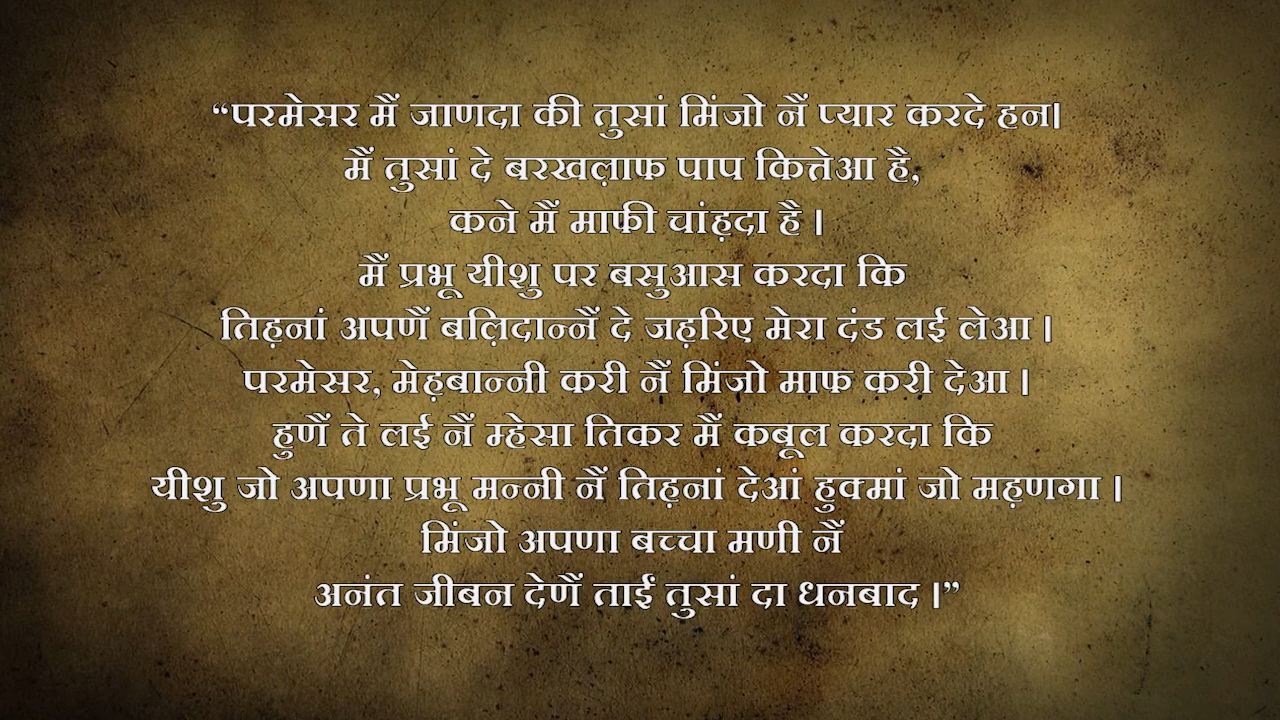 “परमेसर मैं जाणदा की तुसां मिंजो नैं प्यार करदे हन।
मैं तुसां दे बरखल़ाफ पाप कित्तेआ है,
कने मैं माफी चांह़दा है ।
मैं प्रभू यीशु पर बसुआस करदा कि
तिह़नां अपणैं बल़िदान्नैं दे जह़रिए मेरा दंड लई लेआ ।
परमेसर, मेह़बान्नी करी नैं मिंजो माफ करी देआ ।
हुणैं ते लई नैं म्हेसा तिकर मैं कबूल करदा कि
यीशु जो अपणा प्रभू मन्नी नैं तिह़नां देआं हुक्मां जो मह़णगा ।
मिंजो अपणा बच्चा मणी नैं
अनंत जीबन देणैं ताईं तुसां दा धनबाद ।”